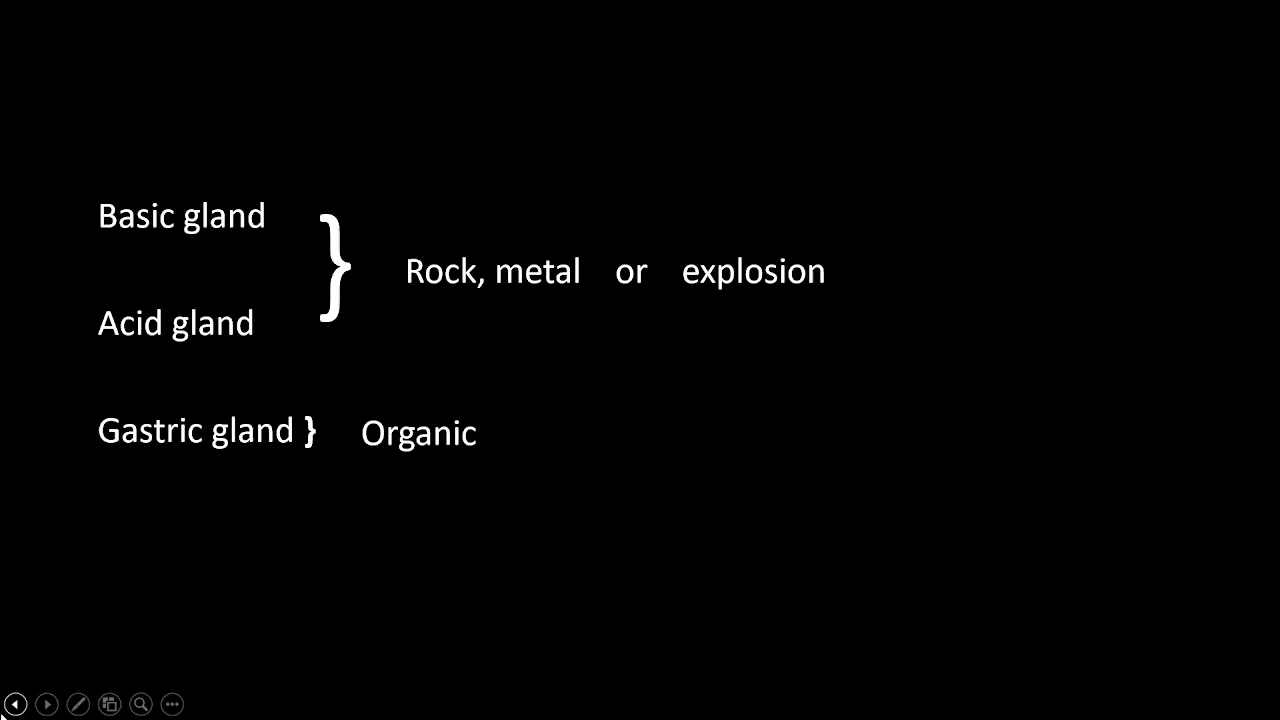 Basic gland
} Rock, metal or explosion
Acid gland
Gastric gland } Organic